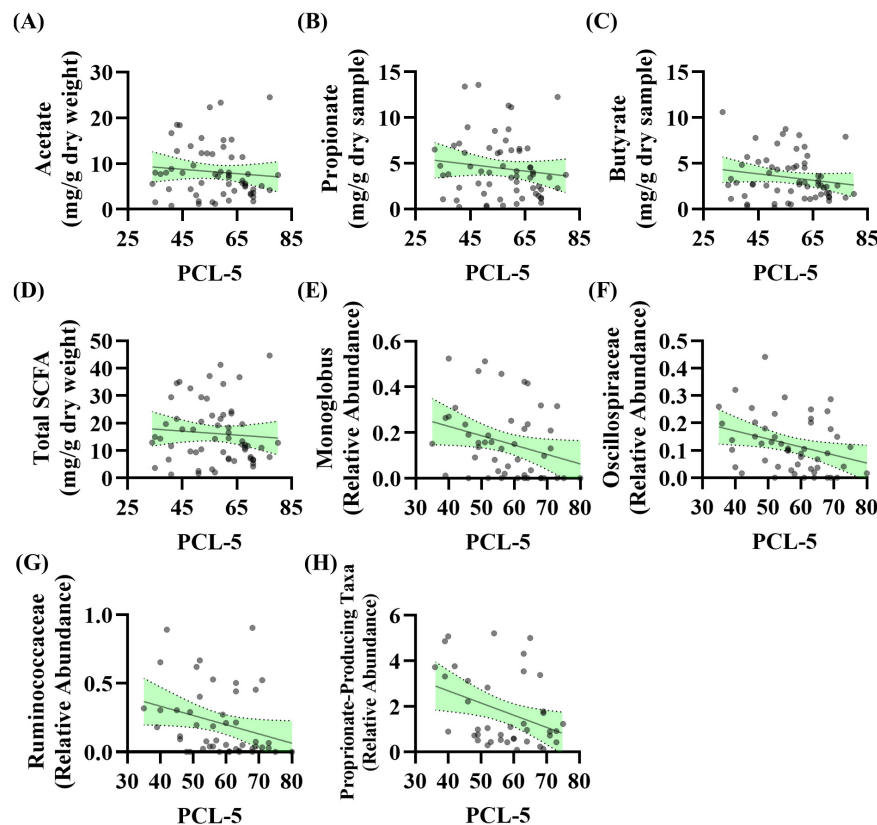 (A)
Acetate
(mg/g dry weight)
30
20
10
0
25 45 65 85
PCL-5
(B)
Propionate
(mg/g dry sample)
15
10
5
0
25 45 65 85
PCL-5
(C)
Butyrate
(mg/g dry sample)
15
10
5
0
25 45 65 85
PCL-5
(D)
Total SCFA
(mg/g dry weight)
50
40
30
20
10
0
25 45 65 85
PCL-5
(E)
Monoglobus
((Relative Abundance)
0.6
0.4
0.2
0.0
30 40 50 60 70 80
PCL-5
(F)
Oscillospiraceae
((Relative Abundance)
0.5
0.4
0.3
0.2
0.1
0.0
30 40 50 60 70 80
PCL-5
(G)
Ruminococcaceae
((Relative Abundance)
1.0
0.5
0.0
30 40 50 60 70 80
PCL-5
(H)
Proprionate-Producing Taxa
(Relative Abundance)
6
4
2
0
30 40 50 60 70 80
PCL-5